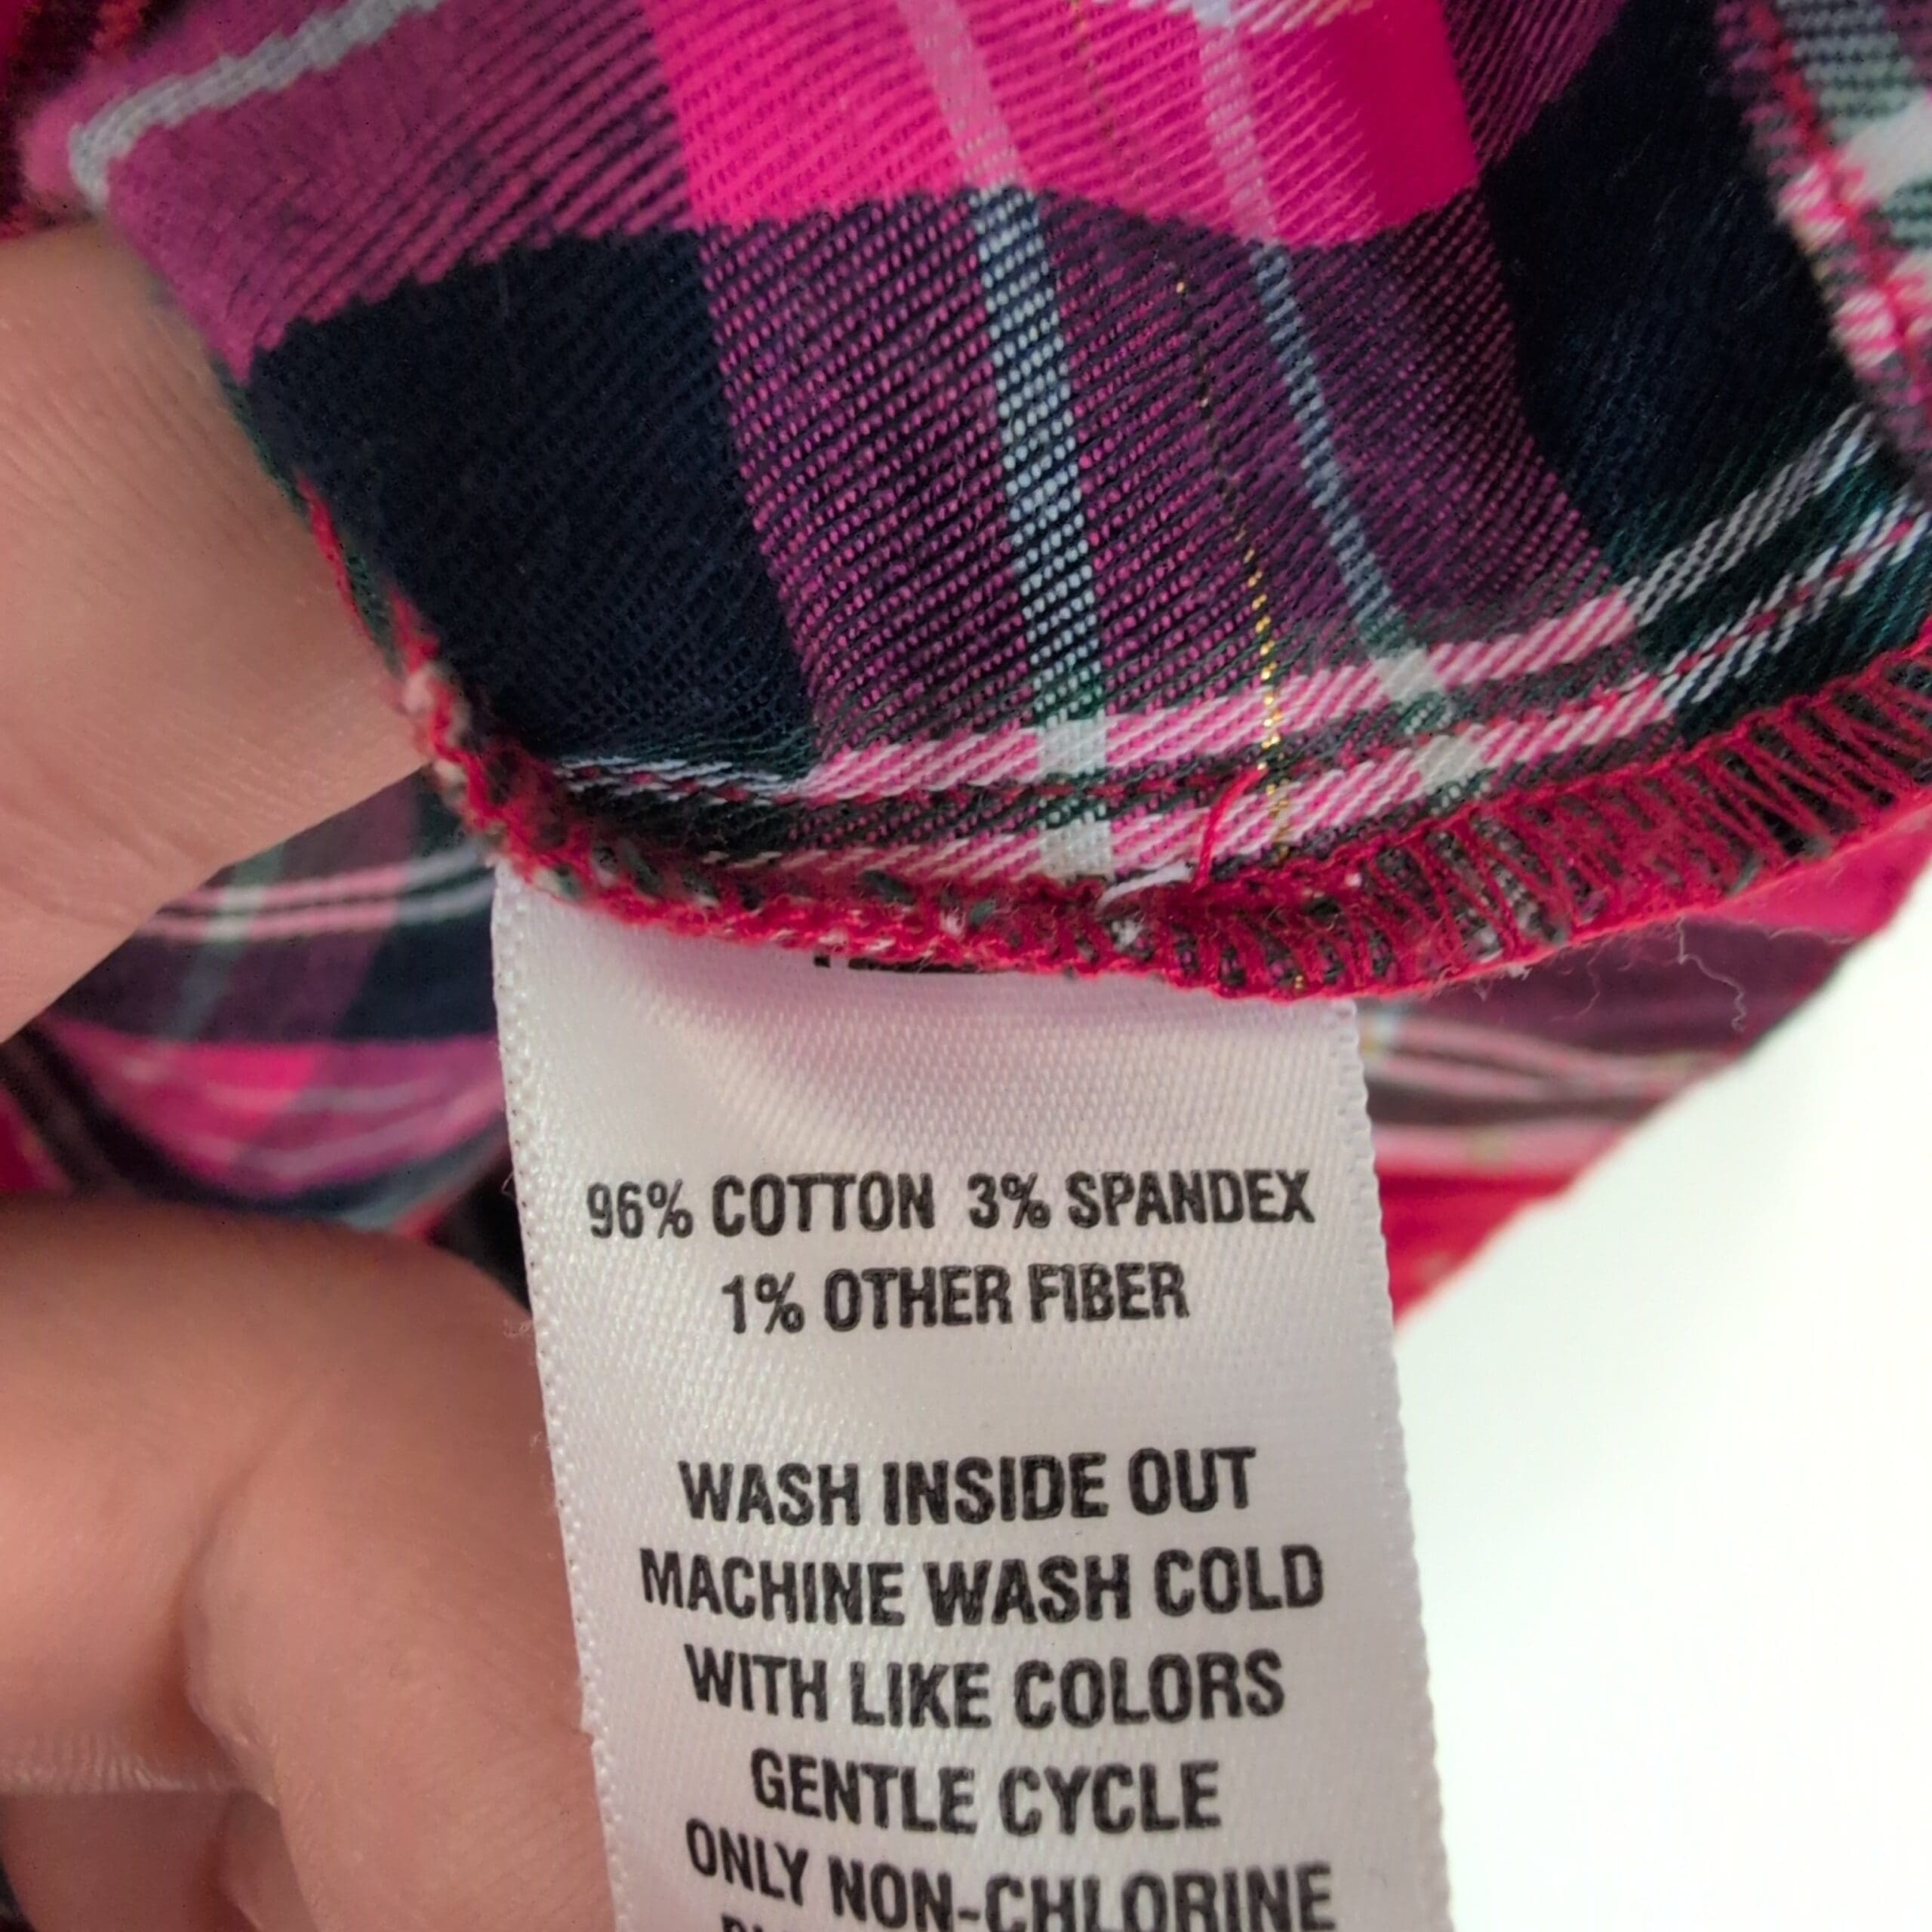 96% COTTON 3% SPANDEX
1% OTHER FIBER
WASH INSIDE OUT
MACHINE WASH COLD
WITH LIKE COLORS
GENTLE CYCLE
ONLY NON-CHLORINE